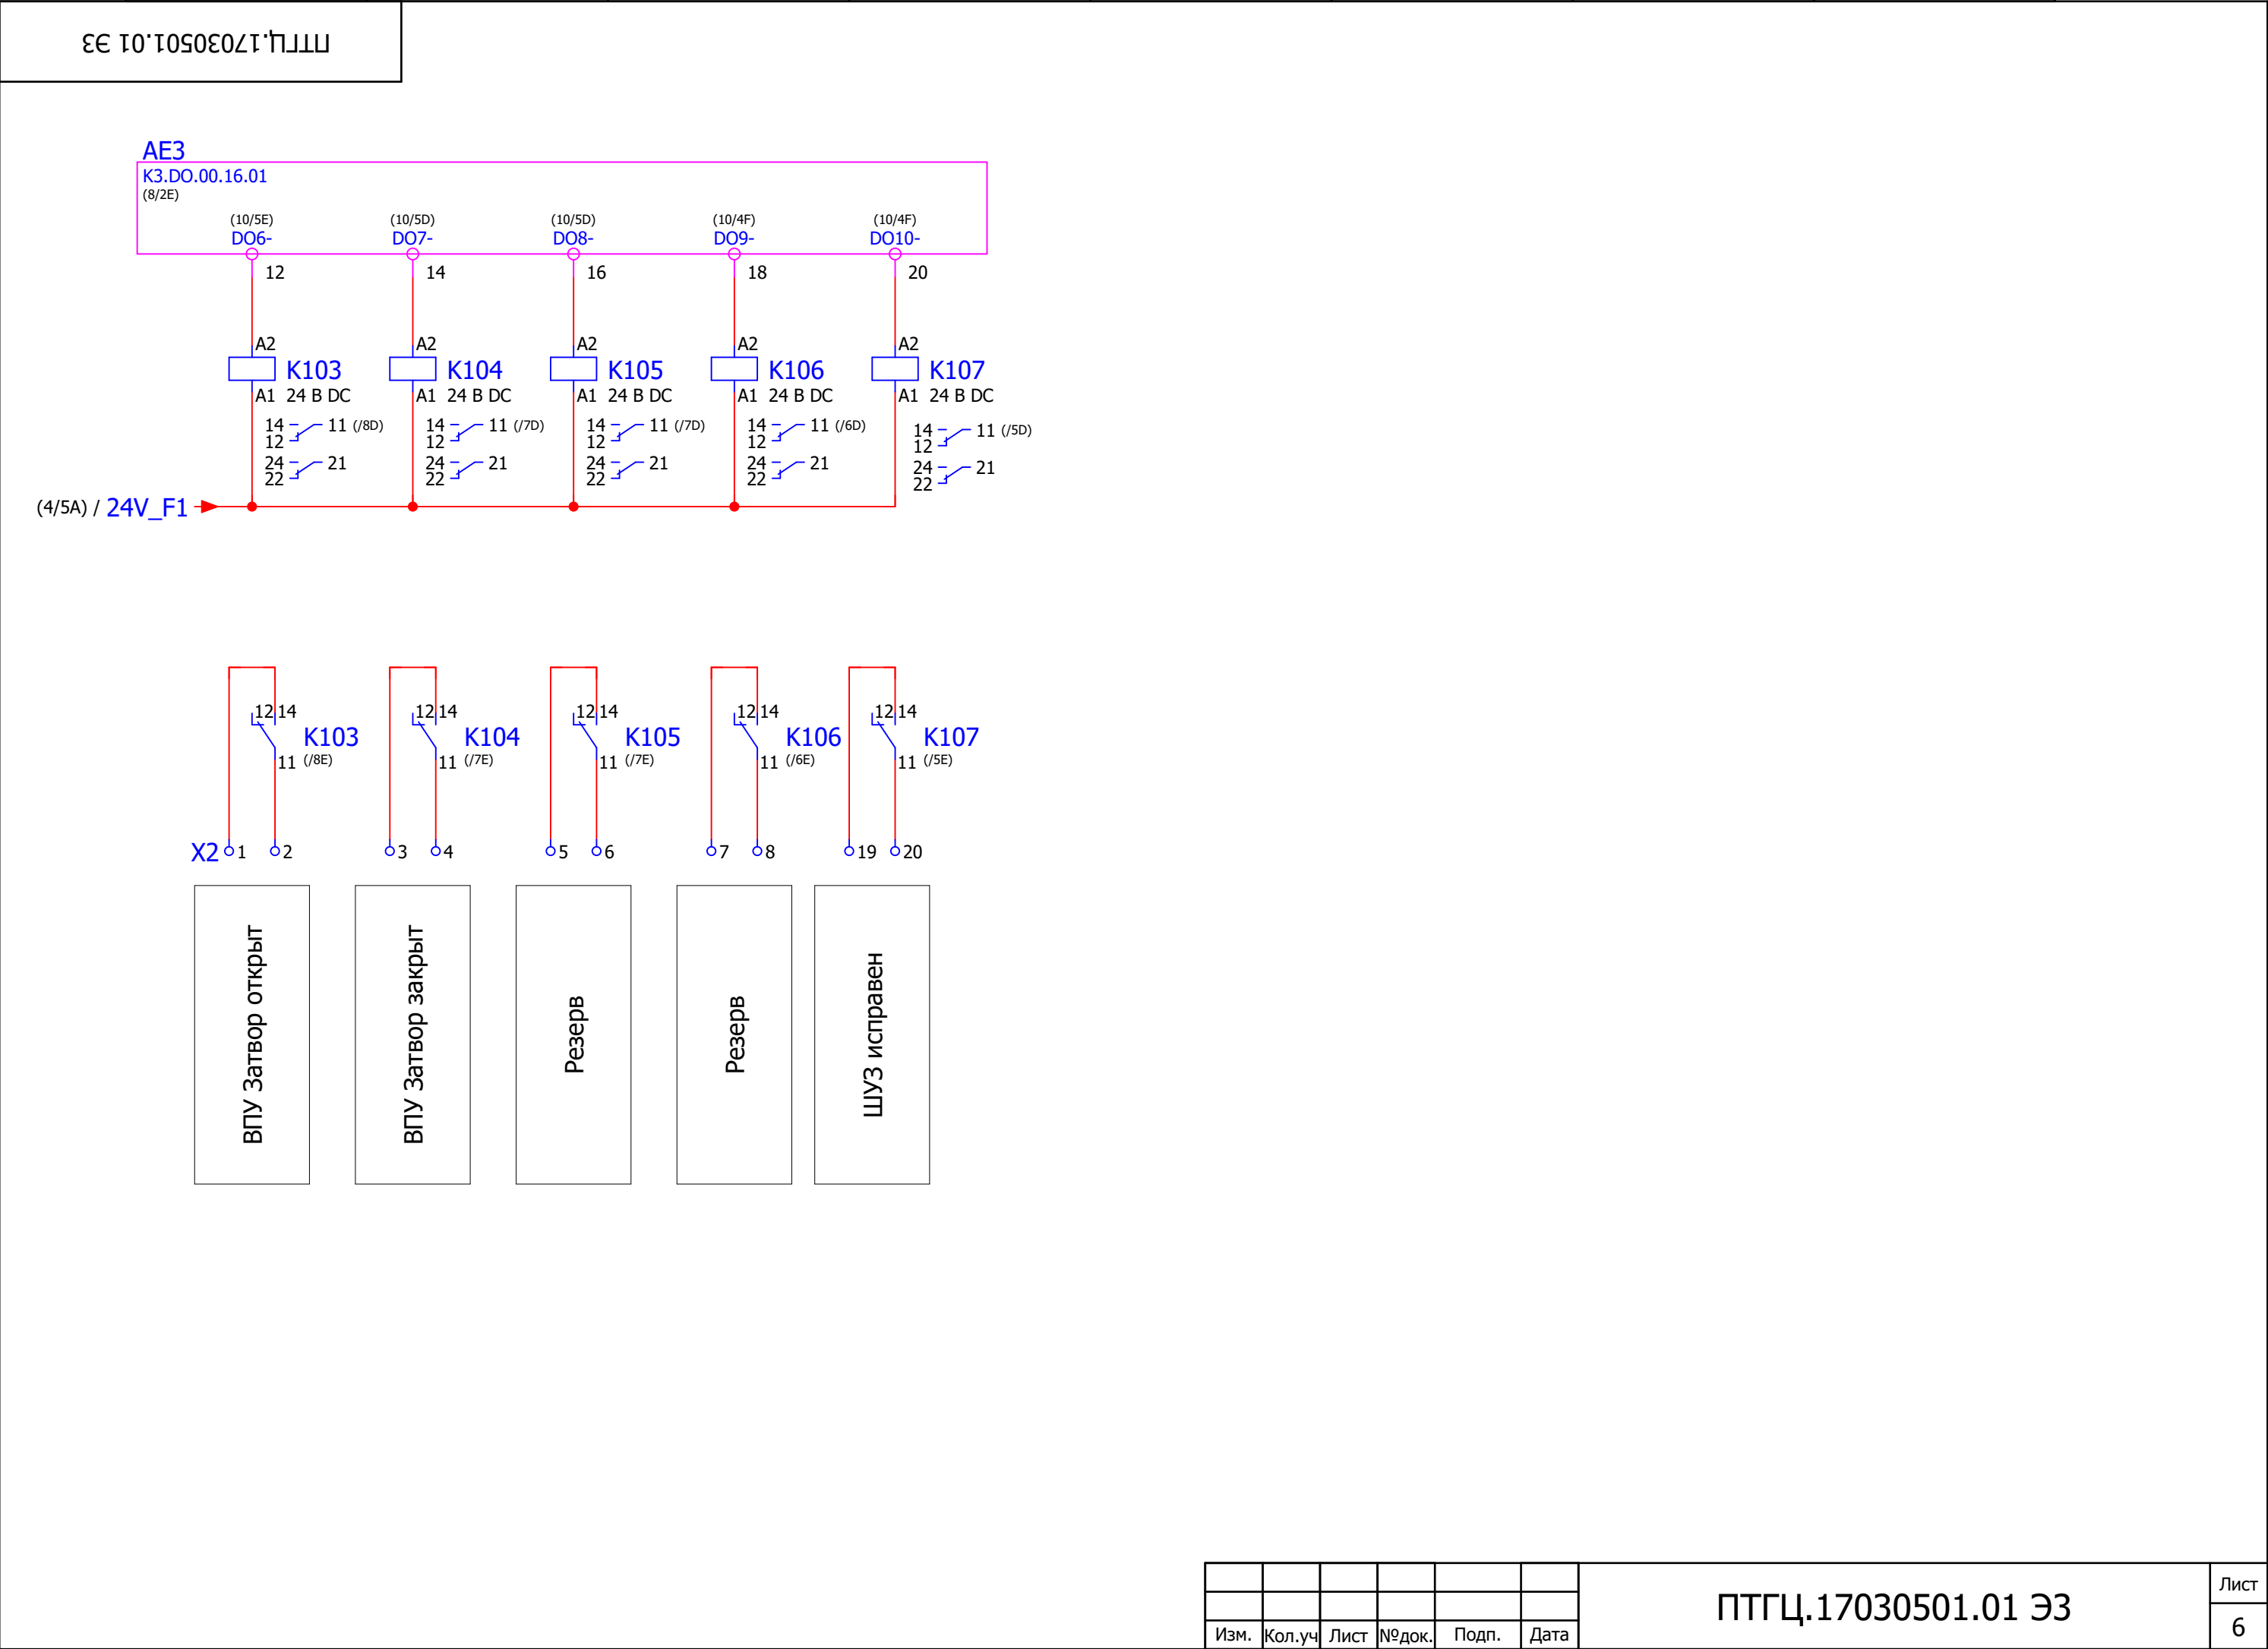 ПТГЦ.17030501.01 ЭЗ
AE3
K3.DO.00.16.01
(8/2E)
(10/5E) (10/5D) (10/5D) (10/4F) (10/4F)
DO6- DO7- DO8- DO9- DO10-
12 14 16 18 20
A2 A2 A2 A2 A2
K103 K104 K105 K106 K107
A1 24 В DC A1 24 В DC A1 24 В DC A1 24 В DC A1 24 В DC
14 11 (/8D) 14 11 (/7D) 14 11 (/7D) 14 11 (/6D) 14 11 (/5D)
12 12 12 12 12
24 21 24 21 24 21 24 21 24 21
22 22 22 22 22
(4/5A) / 24V_F1
12 14 12 14 12 14 12 14 12 14
K103 K104 K105 K106 K107
11 (/8E) 11 (/7E) 11 (/7E) 11 (/6E) 11 (/5E)
X2 1 2 3 4 5 6 7 8 19 20
ВПУ Затвор открыт
ВПУ Затвор закрыт
Резерв
Резерв
ШУЗ исправен
Изм. Кол.уч Лист №док. Подп. Дата
ПТГЦ.17030501.01 ЭЗ
Лист
6